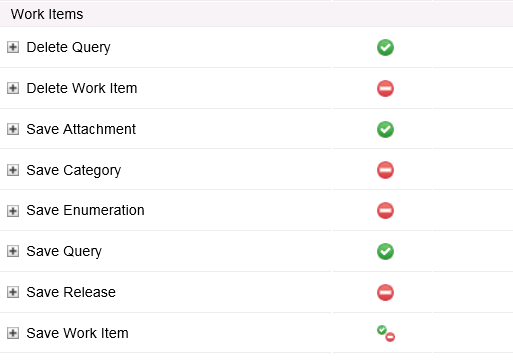 Work Items
Delete Query
Delete Work Item
Save Attachment
Save Category
Save Enumeration
Save Query
Save Release
Save Work Item